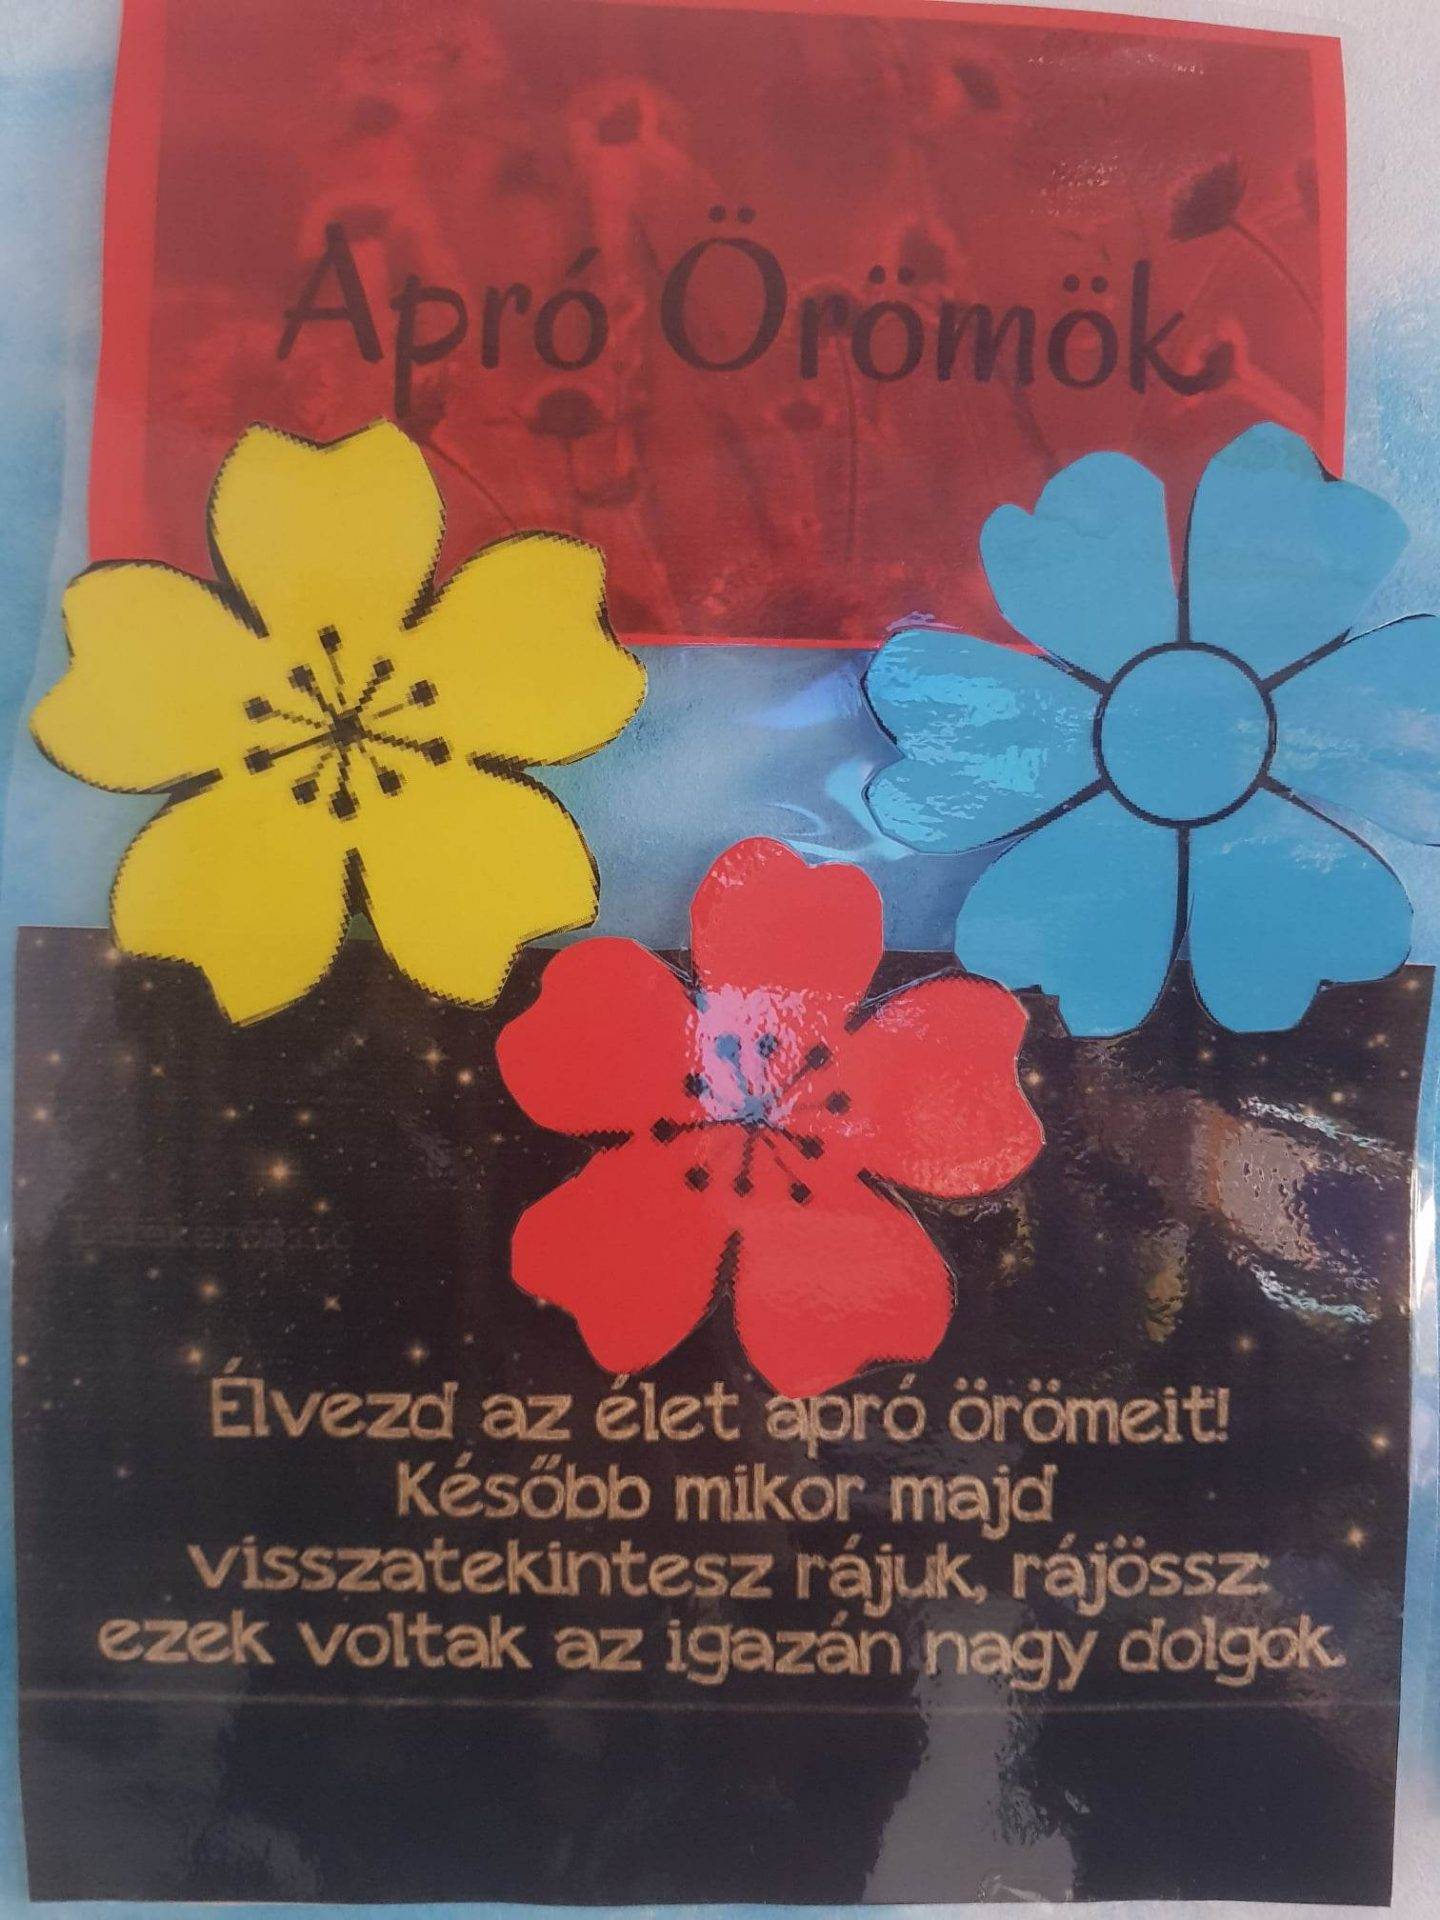 Apró Örömök
Élvezd az élet apró örömeit!
Később mikor majd
visszatekintesz rájuk, rájössz:
ezek voltak az igazán nagy dolgok.